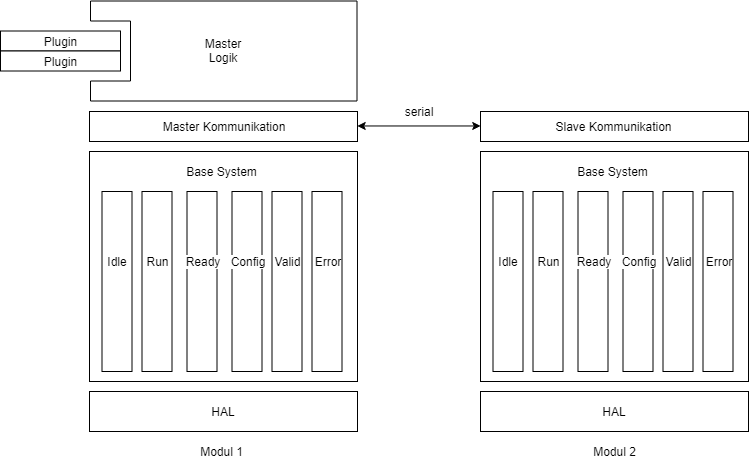 Plugin
Plugin
Master
Logik
serial
Master Kommunikation
Slave Kommunikation
Base System
Base System
Idle
Run
Ready
Config
Valid
Error
Idle
Run
Ready
Config
Valid
Error
HAL
HAL
Modul 1
Modul 2